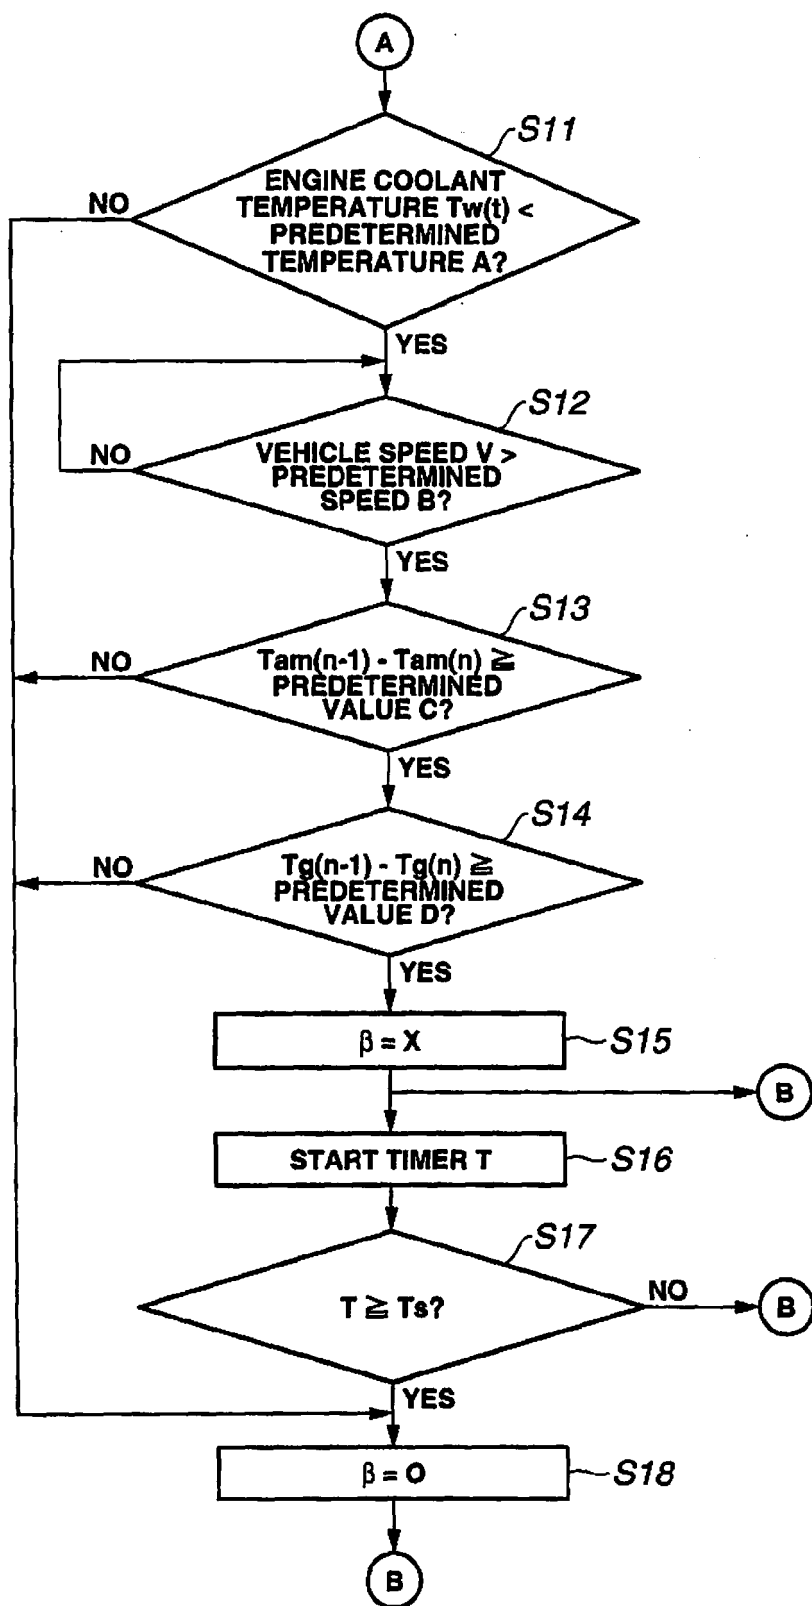 A
S11
ENGINE COOLANT
TEMPERATURE Tw(t) <
PREDETERMINED
TEMPERATURE A?
NO
YES
S12
VEHICLE SPEED V >
PREDETERMINED
SPEED B?
NO
YES
S13
Tam(n-1) - Tam(n) ≧
PREDETERMINED
VALUE C?
NO
YES
S14
Tg(n-1) - Tg(n) ≧
PREDETERMINED
VALUE D?
NO
YES
β = X
S15
B
START TIMER T
S16
S17
T ≧ Ts?
NO
B
YES
β = O
S18
B